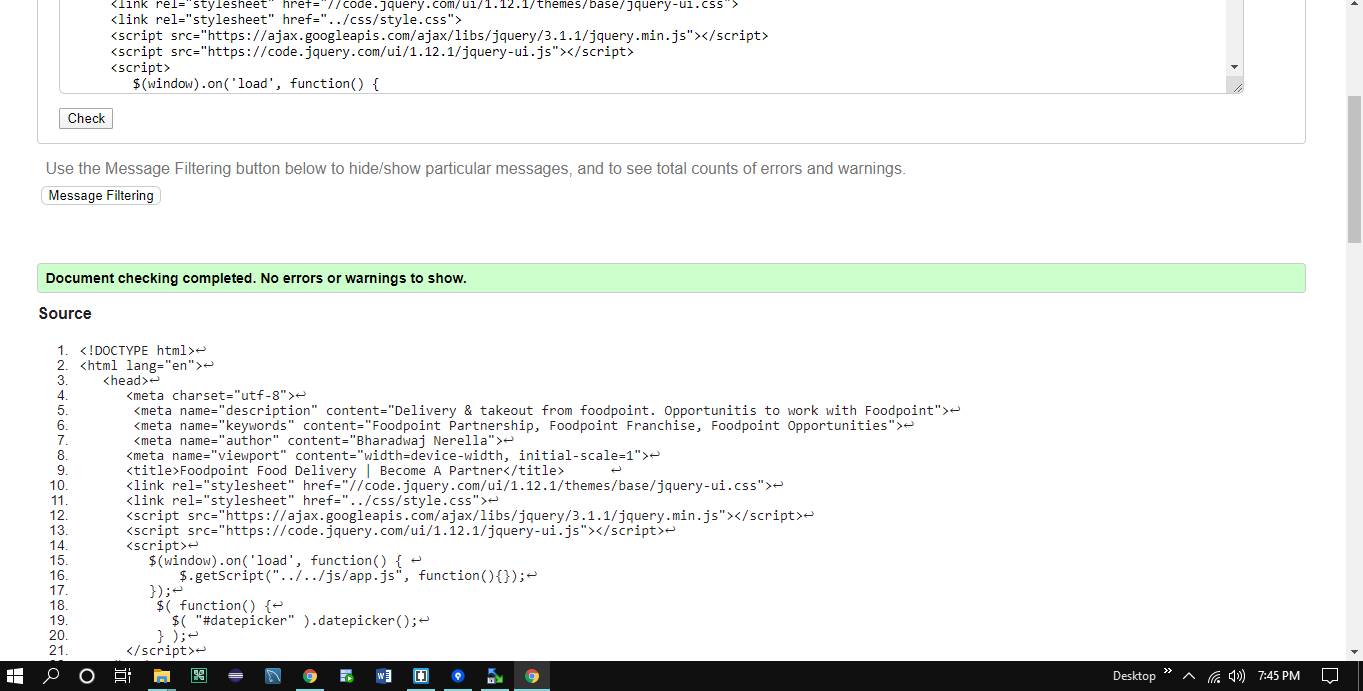 <link rel="stylesheet" href="//code.jquery.com/ui/1.12.1/themes/base/jquery-ui.css">
<link rel="stylesheet" href="../css/style.css">
<script src="https://ajax.googleapis.com/ajax/libs/jquery/3.1.1/jquery.min.js"></script>
<script src="https://code.jquery.com/ui/1.12.1/jquery-ui.js"></script>
<script>
$(window).on('load', function() {
Check
Use the Message Filtering button below to hide/show particular messages, and to see total counts of errors and warnings.
Message Filtering
Document checking completed. No errors or warnings to show.
Source
1. <!DOCTYPE html>↩
2. <html lang="en">↩
3. <head>↩
4. <meta charset="utf-8">↩
5. <meta name="description" content="Delivery & takeout from foodpoint. Opportunitis to work with Foodpoint">↩
6. <meta name="keywords" content="Foodpoint Partnership, Foodpoint Franchise, Foodpoint Opportunities">↩
7. <meta name="author" content="Bharadwaj Nerella">↩
8. <meta name="viewport" content="width=device-width, initial-scale=1">↩
9. <title>Foodpoint Food Delivery | Become A Partner</title> ↩
10. <link rel="stylesheet" href="//code.jquery.com/ui/1.12.1/themes/base/jquery-ui.css">↩
11. <link rel="stylesheet" href="../css/style.css">↩
12. <script src="https://ajax.googleapis.com/ajax/libs/jquery/3.1.1/jquery.min.js"></script>↩
13. <script src="https://code.jquery.com/ui/1.12.1/jquery-ui.js"></script>↩
14. <script>↩
15. $(window).on('load', function() { ↩
16. $.getScript("../../js/app.js", function(){});↩
17. });↩
18. $( function() {↩
19. $( "#datepicker" ).datepicker();↩
20. } );↩
21. </script>↩
Desktop » 7:45 PM